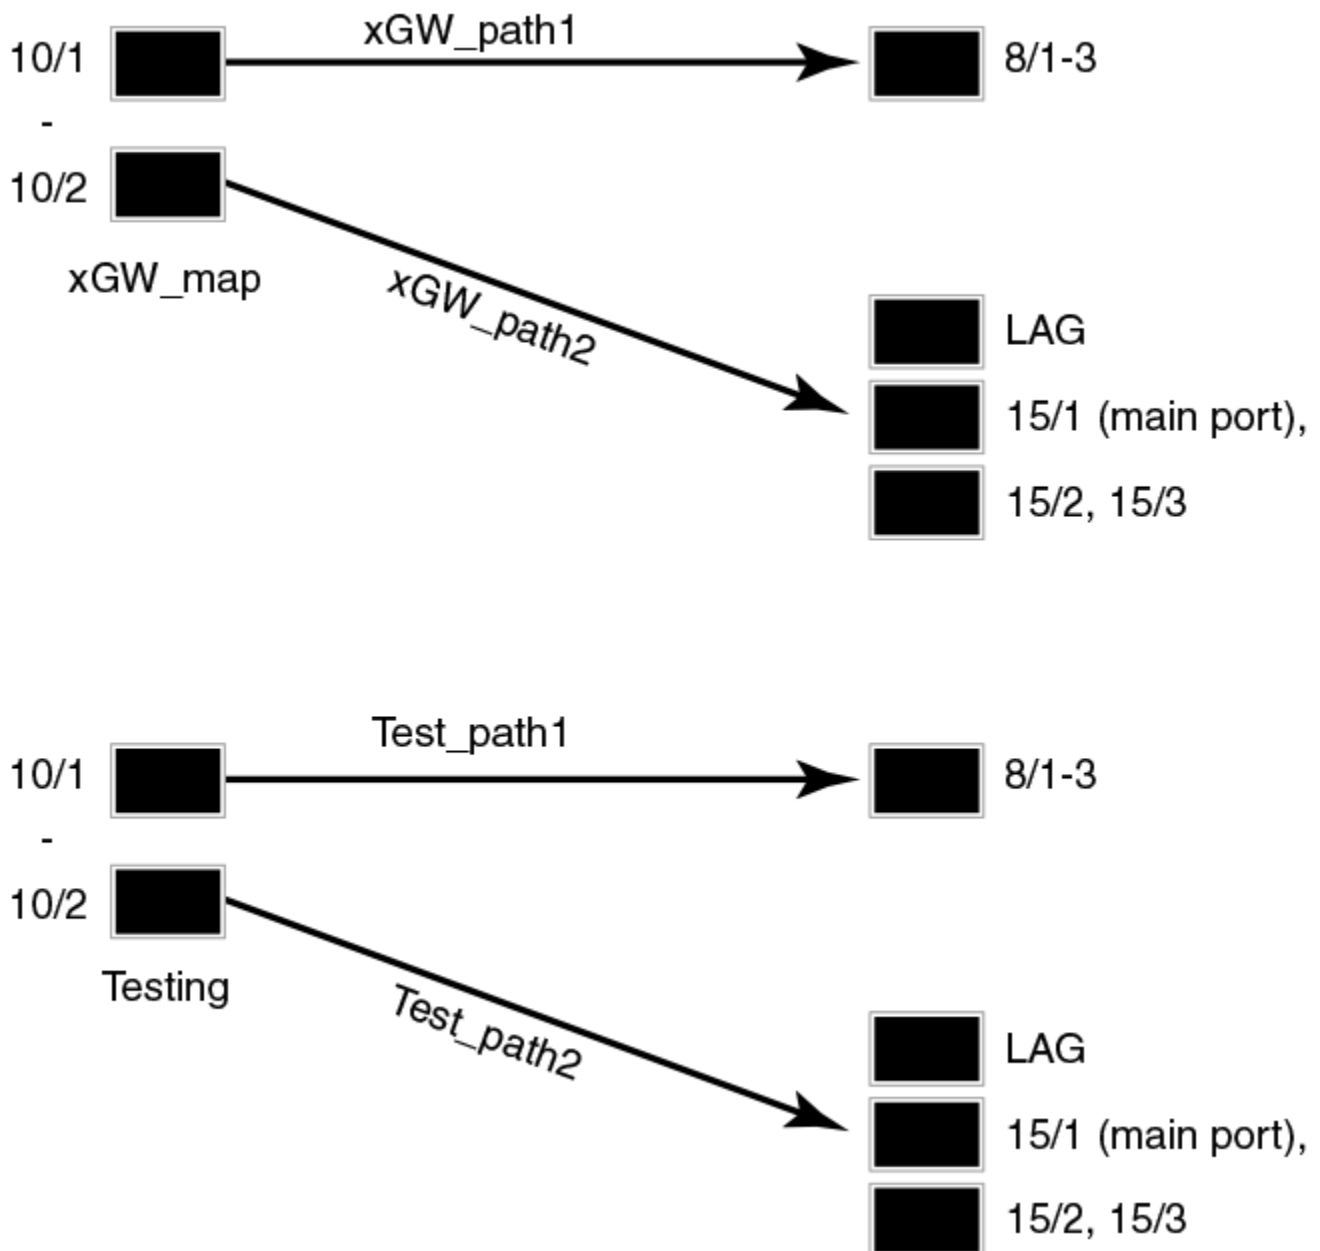 xGW_path1
10/1
8/1-3
-
10/2
xGW_map
xGW_path2
LAG
15/1 (main port),
15/2, 15/3
Test_path1
10/1
8/1-3
-
10/2
Testing
Test_path2
LAG
15/1 (main port),
15/2, 15/3